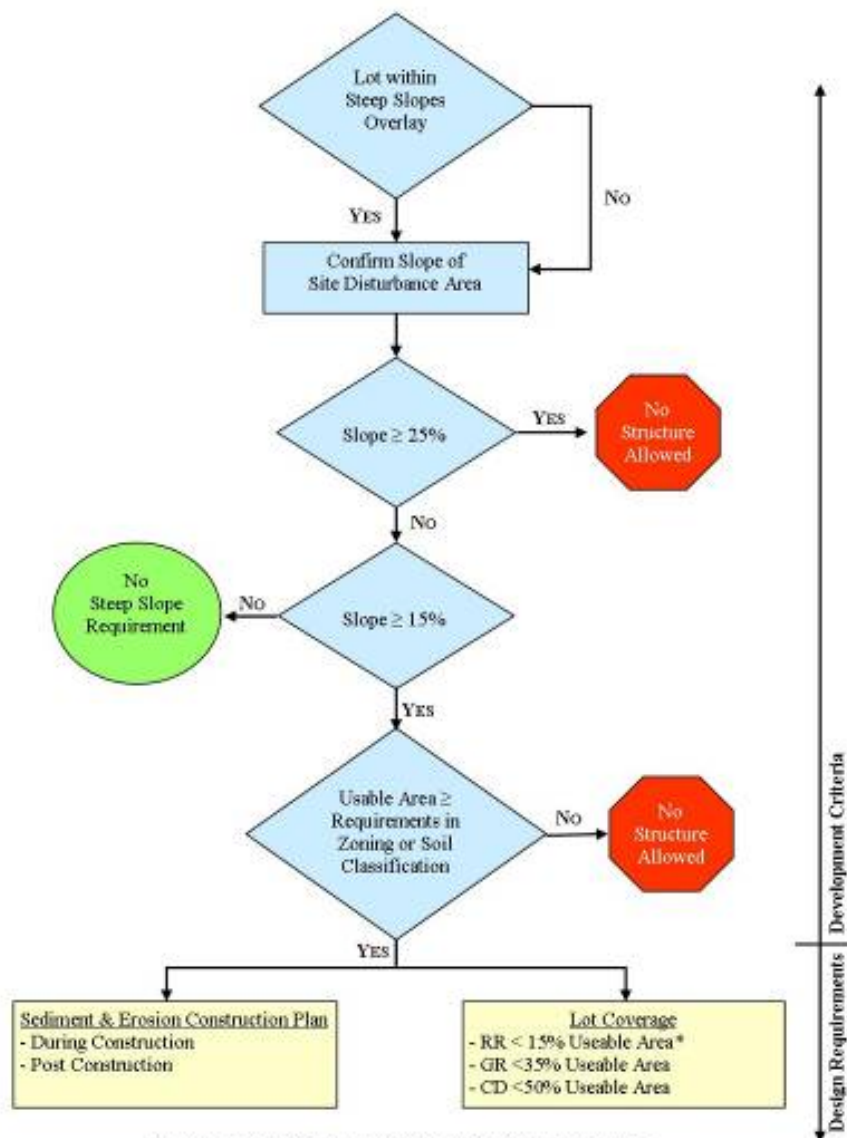 Lot within
Steep Slopes
Overlay
NO
YES
Confirm Slope of
Site Disturbance Area
Slope ≥ 25%
YES
No
Structure
Allowed
NO
No
Steep Slope
Requirement
NO
Slope ≥ 15%
YES
Usable Area ≥
Requirements in
Zoning or Soil
Classification
NO
No
Structure
Allowed
YES
Development Criteria
Design Requirements
Sediment & Erosion Construction Plan
- During Construction
- Post Construction
Lot Coverage
- RR < 15% Useable Area*
- GR <35% Useable Area
- CD <50% Useable Area